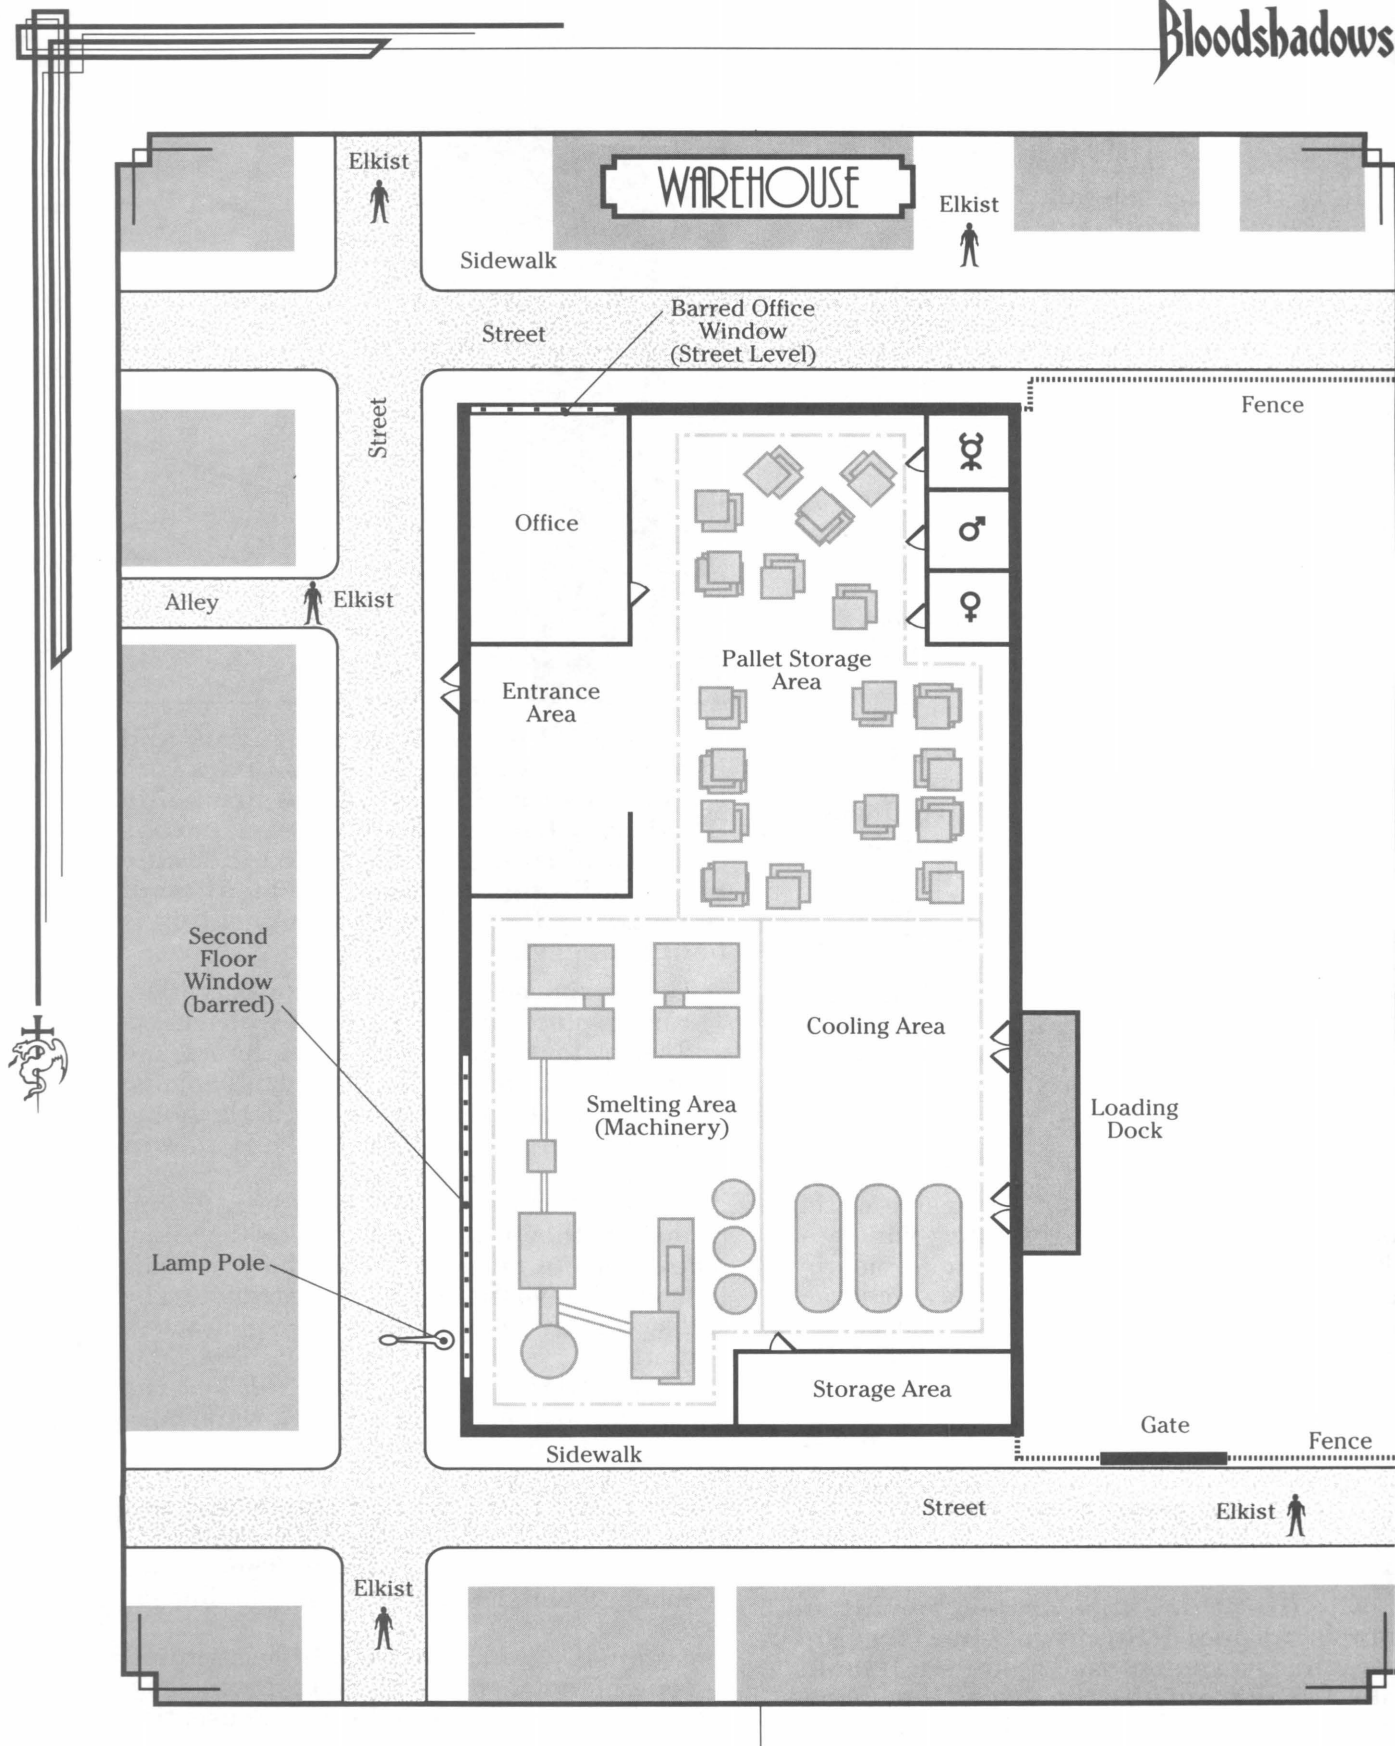 Bloodshadows
Elkist
WAREHOUSE
Elkist
Sidewalk
Barred Office
Window
(Street Level)
Street
Fence
Street
Office
Alley
Elkist
Pallet Storage
Area
Entrance
Area
Second
Floor
Window
(barred)
Cooling Area
Smelting Area
(Machinery)
Loading
Dock
Lamp Pole
Storage Area
Gate
Fence
Sidewalk
Street
Elkist
Elkist